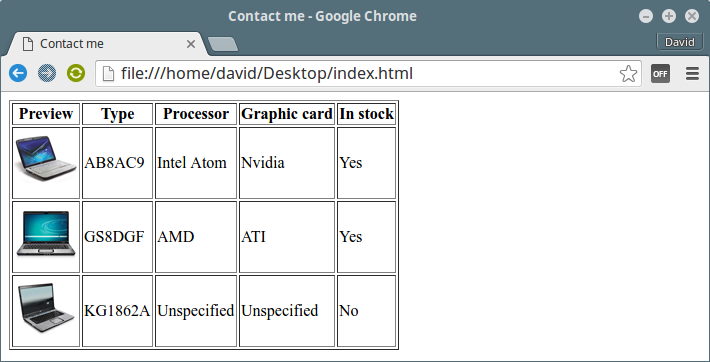 Contact me - Google Chrome
Contact me
David
file:///home/david/Desktop/index.html
OFF
Preview Type Processor Graphic card In stock
AB8AC9 Intel Atom Nvidia Yes
GS8DGF AMD ATI Yes
KG1862A Unspecified Unspecified No